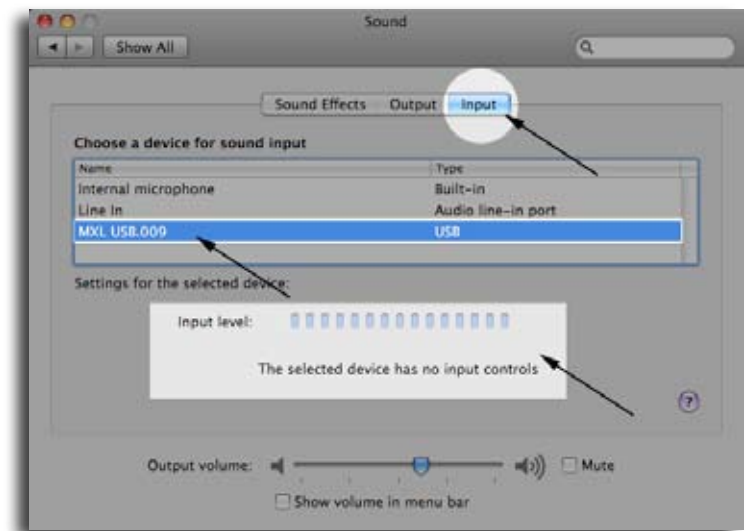 Sound
Show All
Sound Effects Output Input
Choose a device for sound input
Name Type
Internal microphone Built-in
Line In Audio line-in port
MXL USB.009 USB
Settings for the selected device:
Input level:
The selected device has no input controls
?
Output volume: Mute
Show volume in menu bar